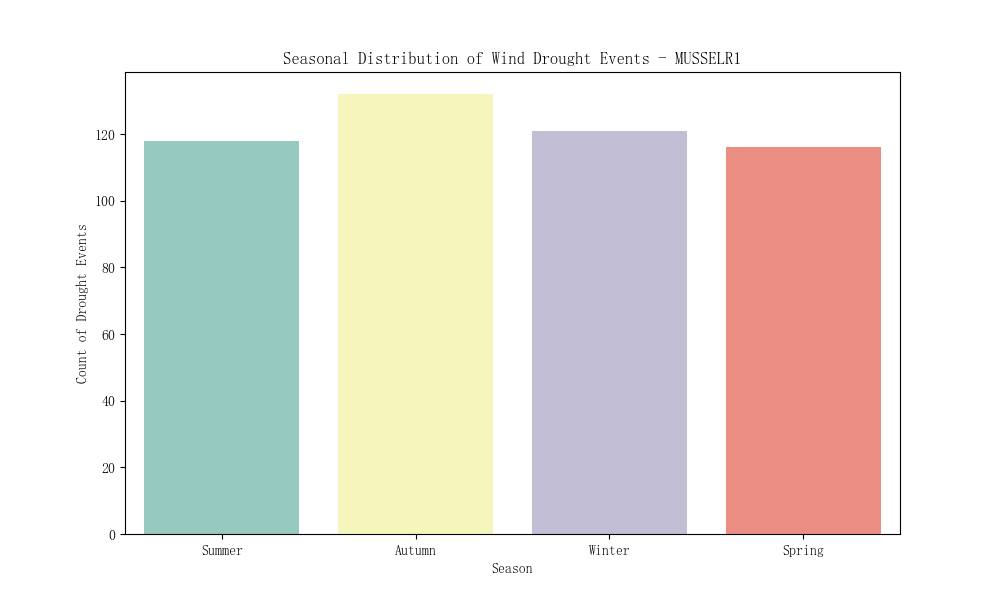 Seasonal Distribution of Wind Drought Events - MUSSELR1
Count of Drought Events
120
100
80
60
40
20
0
Summer
Autumn
Winter
Spring
Season